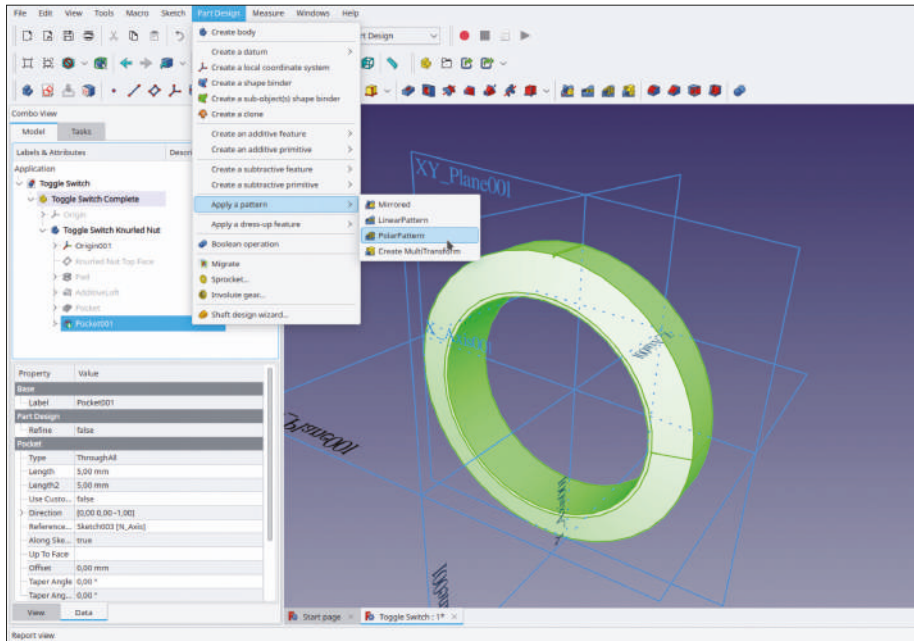 File Edit View Tools Macro Sketch Part Design Measure Windows Help
Create body
Create a datum
Create a local coordinate system
Create a shape binder
Create a sub-object(s) shape binder
Create a clone
Create an additive feature
Create an additive primitive
Create a subtractive feature
Create a subtractive primitive
Apply a pattern
Apply a dress-up feature
Boolean operation
Migrate
Sprocket...
Involute gear...
Shaft design wizard...
Mirrored
LinearPattern
PolarPattern
Create MultiTransform
rt Design
Combo View
Model Tasks
Labels & Attributes Descri
Application
Toggle Switch
Toggle Switch Complete
Origin
Toggle Switch Knurled Nut
Origin001
Knurled Nut Top Face
Pad
AdditiveLoft
Pocket
Pocket001
Property Value
Base
Label Pocket001
Part Design
Refine false
Pocket
Type ThroughAll
Length 5,00 mm
Length2 5,00 mm
Use Custo... false
Direction [0,00 0,00 -1,00]
Reference... Sketch003 [N_Axis]
Along Ske... true
Up To Face
Offset 0,00 mm
Taper Angle 0,00 °
Taper Ang... 0,00 °
View Data
XY_Plane001
Start page
Toggle Switch : 1*
Report view